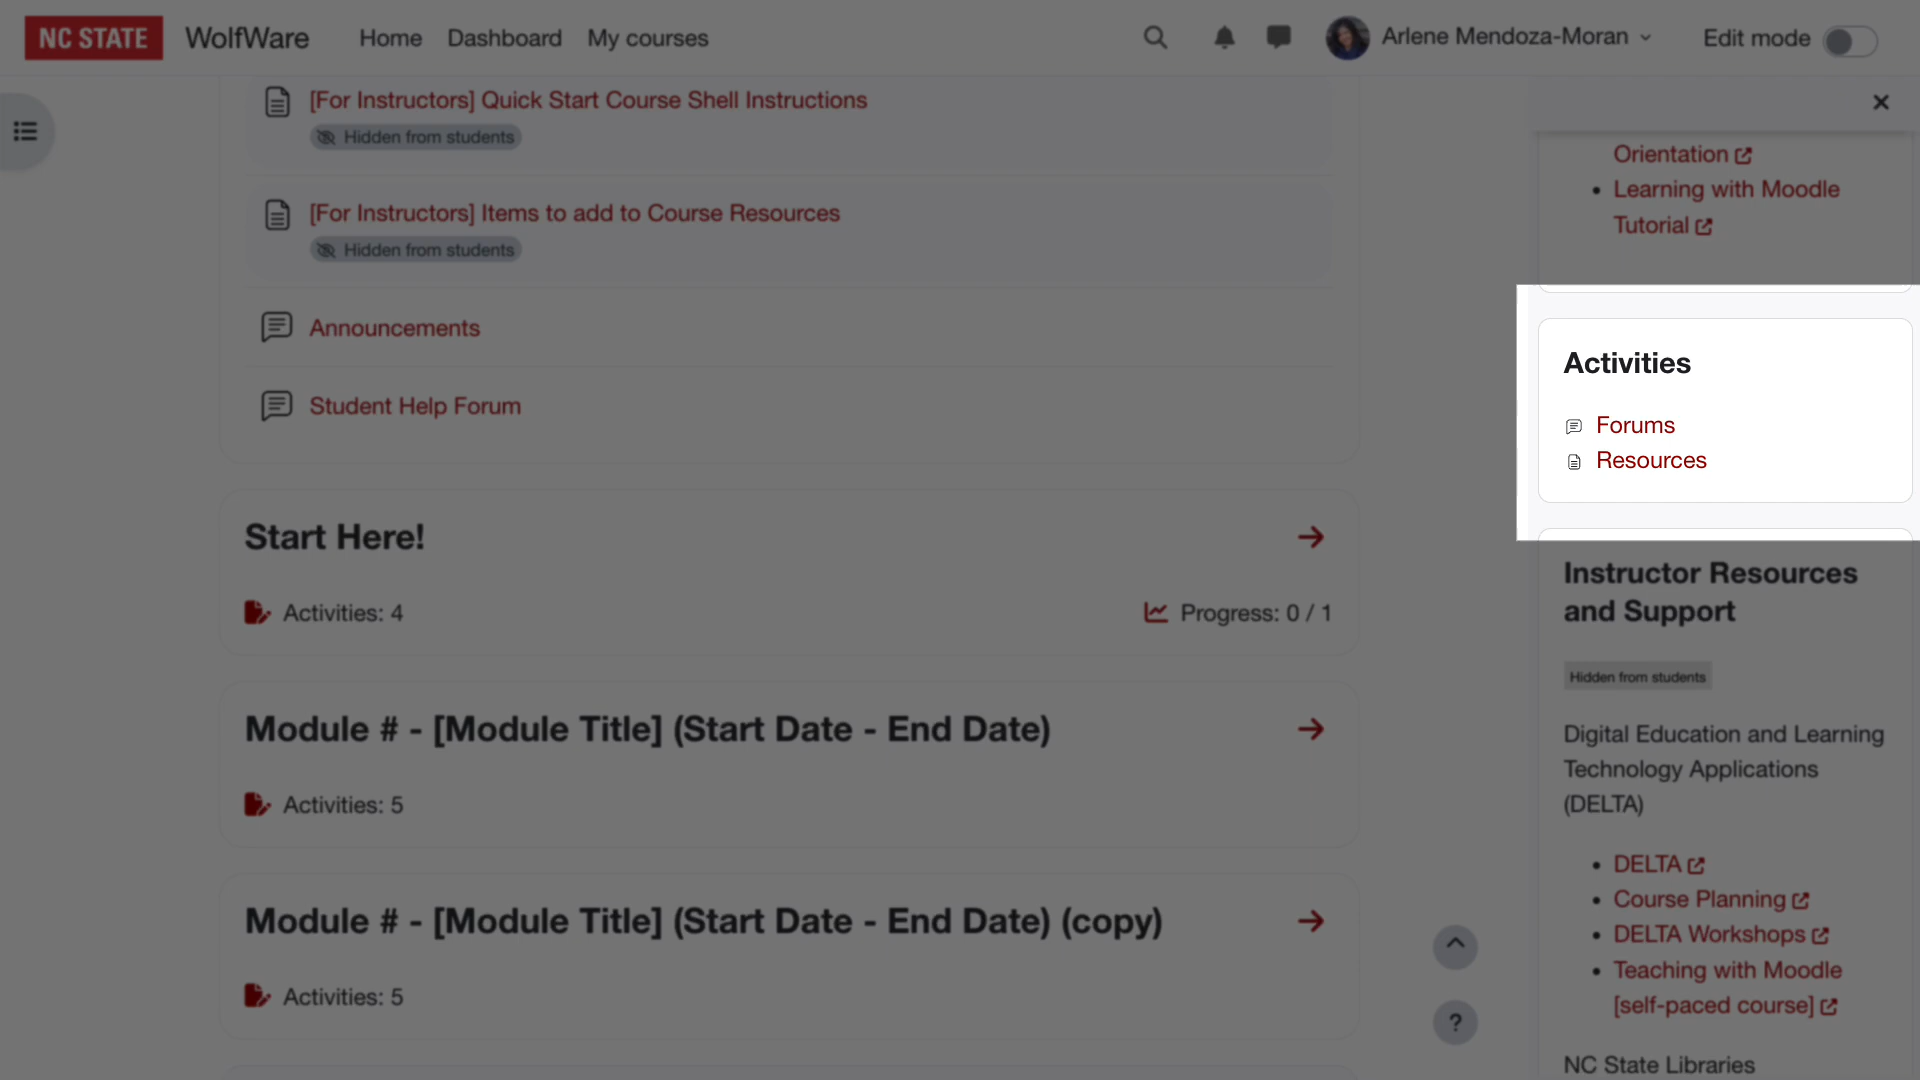 NC STATE WolfWare Home Dashboard My courses Arlene Mendoza-Moran Edit mode
[For Instructors] Quick Start Course Shell Instructions
Hidden from students
[For Instructors] Items to add to Course Resources
Hidden from students
Announcements
Student Help Forum
Start Here!
Activities: 4 Progress: 0 / 1
Module # - [Module Title] (Start Date - End Date)
Activities: 5
Module # - [Module Title] (Start Date - End Date) (copy)
Activities: 5
?
Orientation
Learning with Moodle
Tutorial
Activities
Forums
Resources
Instructor Resources
and Support
Hidden from students
Digital Education and Learning
Technology Applications
(DELTA)
DELTA
Course Planning
DELTA Workshops
Teaching with Moodle
[self-paced course]
NC State Libraries